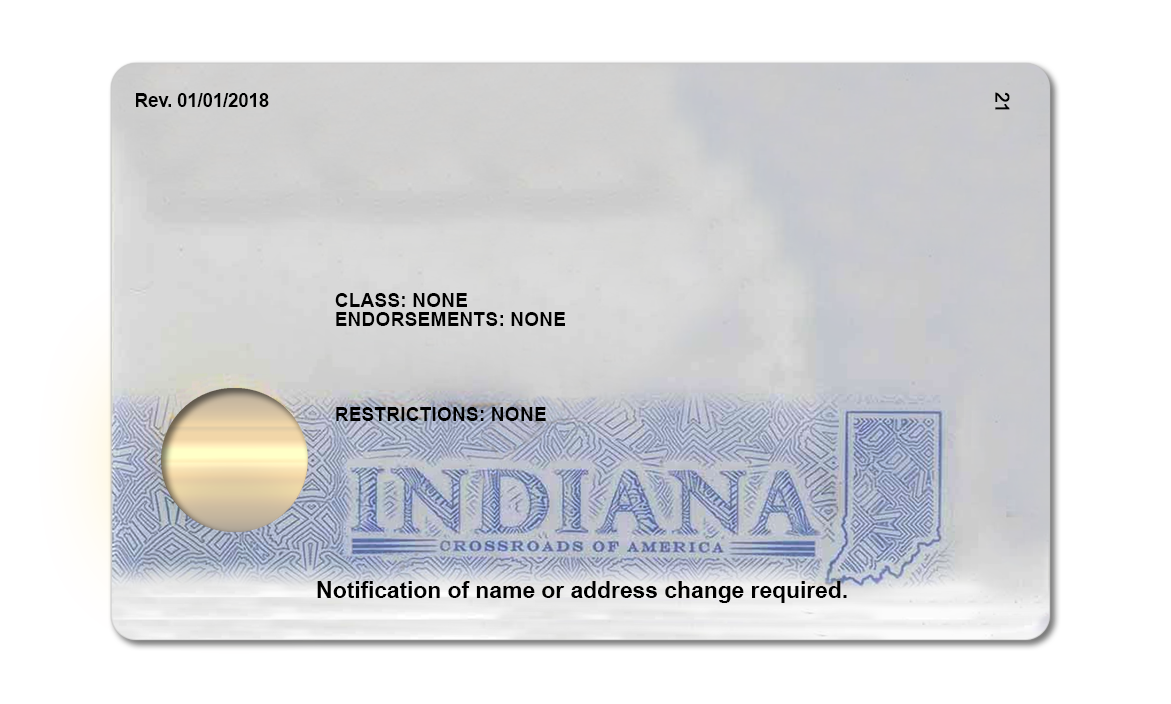 Rev. 01/01/2018
21
CLASS: NONE
ENDORSEMENTS: NONE
RESTRICTIONS: NONE
INDIANA
CROSSROADS OF AMERICA
Notification of name or address change required.